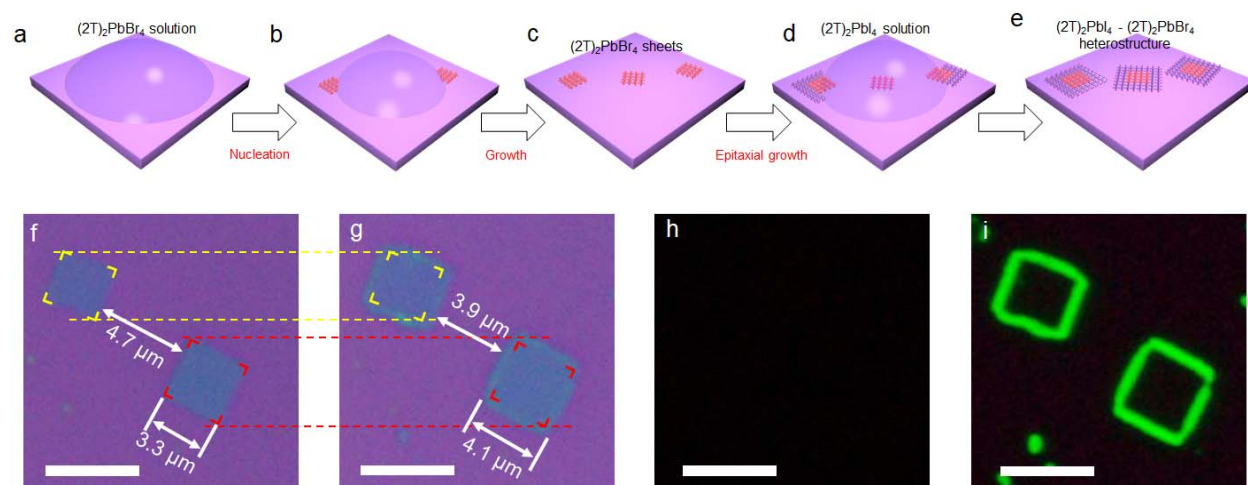 a
(2T)₂PbBr₄ solution
b
c
(2T)₂PbBr₄ sheets
d
(2T)₂PbI₄ solution
e
(2T)₂PbI₄ - (2T)₂PbBr₄
heterostructure
Nucleation
Growth
Epitaxial growth
f
4.7 μm
3.3 μm
g
3.9 μm
4.1 μm
h
i